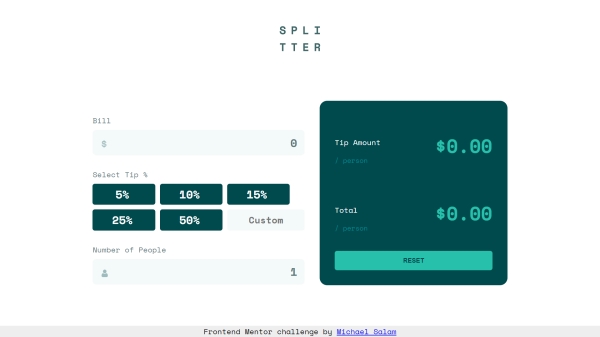 SPLI
TTER
Bill
$ 0
Select Tip %
5% 10% 15%
25% 50% Custom
Number of People
1
Tip Amount
/ person
$0.00
Total
/ person
$0.00
RESET
Frontend Mentor challenge by Michael Salam